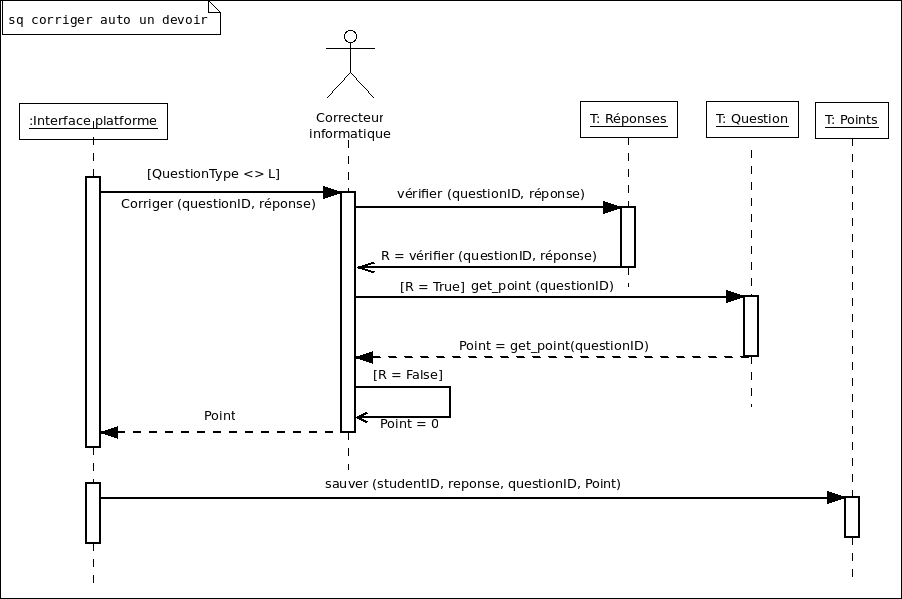 sq corriger auto un devoir
Correcteur
informatique
:Interface platforme
T: Réponses
T: Question
T: Points
[QuestionType <> L]
Corriger (questionID, réponse)
vérifier (questionID, réponse)
R = vérifier (questionID, réponse)
[R = True] get_point (questionID)
Point = get_point(questionID)
[R = False]
Point = 0
Point
sauver (studentID, reponse, questionID, Point)